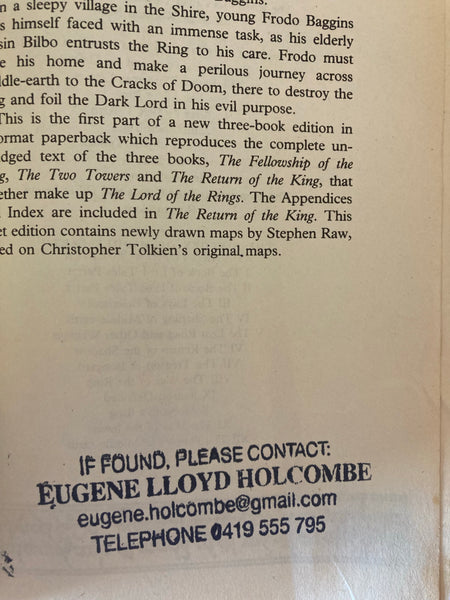 n a sleepy village in the Shire, young Frodo Baggins
s himself faced with an immense task, as his elderly
sin Bilbo entrusts the Ring to his care. Frodo must
e his home and make a perilous journey across
ddle-earth to the Cracks of Doom, there to destroy the
g and foil the Dark Lord in his evil purpose.
This is the first part of a new three-book edition in
ormat paperback which reproduces the complete un-
idged text of the three books, The Fellowship of the
g, The Two Towers and The Return of the King, that
ether make up The Lord of the Rings. The Appendices
Index are included in The Return of the King. This
et edition contains newly drawn maps by Stephen Raw,
ed on Christopher Tolkien's original maps.
IF FOUND, PLEASE CONTACT:
EUGENE LLOYD HOLCOMBE
eugene.holcombe@gmail.com
TELEPHONE 0419 555 795